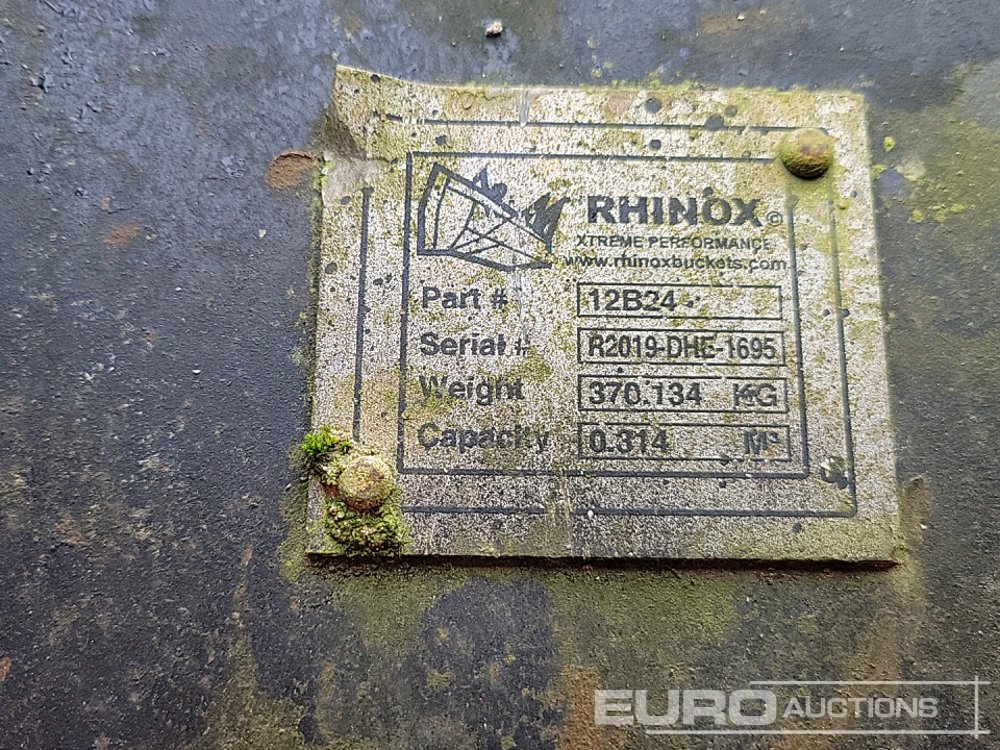 RHINOX©
XTREME PERFORMANCE
www.rhinoxbuckets.com
Part # 12B24
Serial # R2019-DHE-1695
Weight 370.134 KG
Capacity 0.314 M³
EURO AUCTIONS